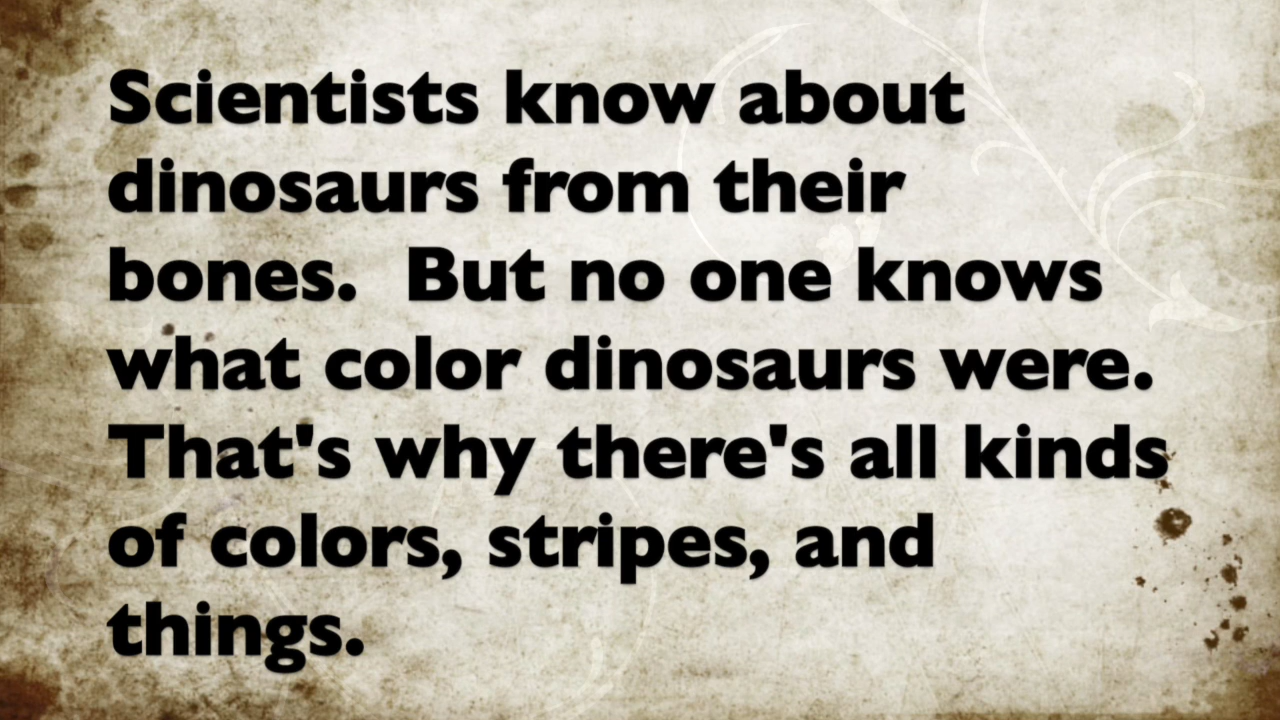 Scientists know about
dinosaurs from their
bones.  But no one knows
what color dinosaurs were.
That's why there's all kinds
of colors, stripes, and
things.